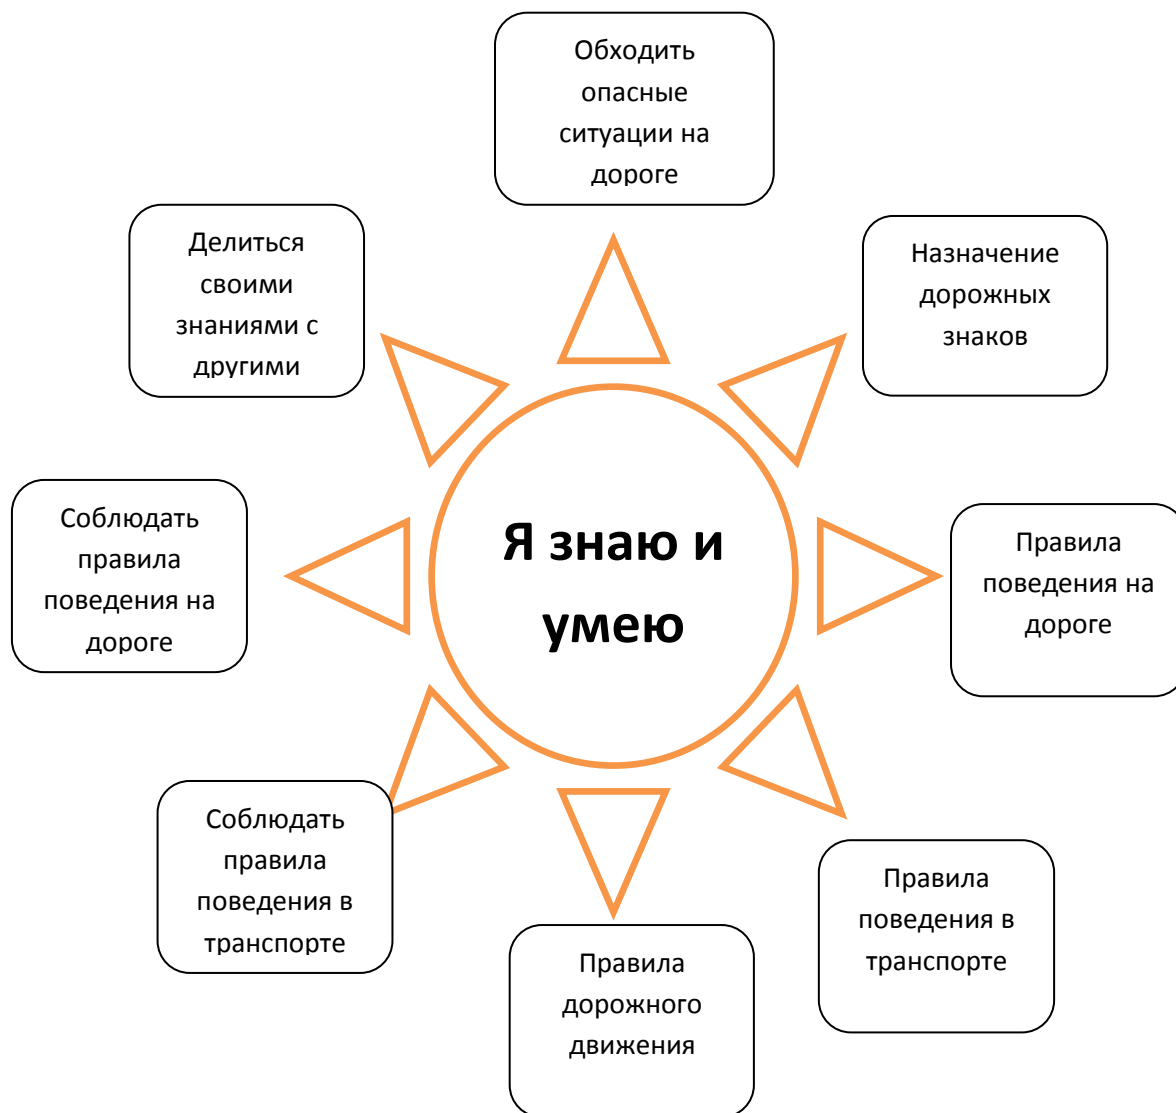 Обходить
опасные
ситуации на
дороге
Делиться
своими
знаниями с
другими
Назначение
дорожных
знаков
Соблюдать
правила
поведения на
дороге
Я знаю и
умею
Правила
поведения на
дороге
Соблюдать
правила
поведения в
транспорте
Правила
поведения в
транспорте
Правила
дорожного
движения